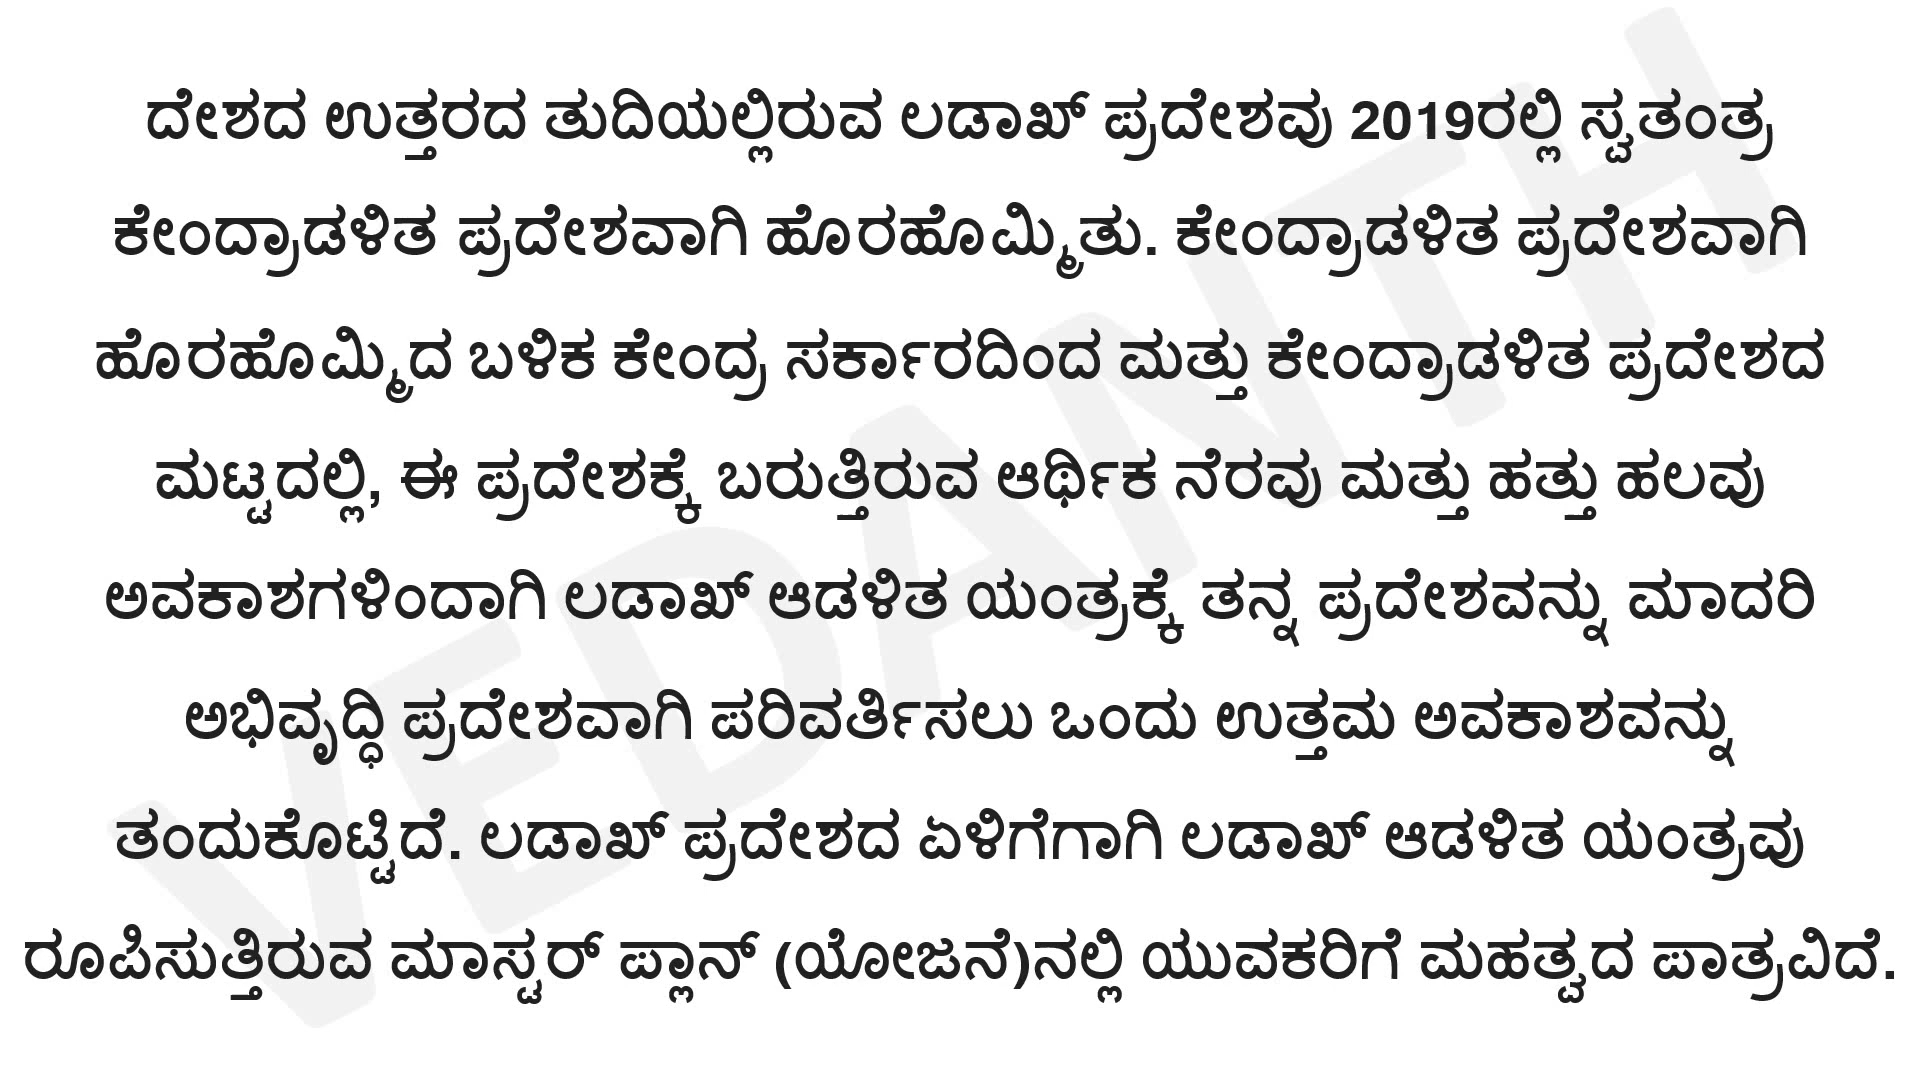 ದೇಶದ ಉತ್ತರದ ತುದಿಯಲ್ಲಿರುವ ಲಡಾಖ್ ಪ್ರದೇಶವು 2019ರಲ್ಲಿ ಸ್ವತಂತ್ರ
ಕೇಂದ್ರಾಡಳಿತ ಪ್ರದೇಶವಾಗಿ ಹೊರಹೊಮ್ಮಿತು. ಕೇಂದ್ರಾಡಳಿತ ಪ್ರದೇಶವಾಗಿ
ಹೊರಹೊಮ್ಮಿದ ಬಳಿಕ ಕೇಂದ್ರ ಸರ್ಕಾರದಿಂದ ಮತ್ತು ಕೇಂದ್ರಾಡಳಿತ ಪ್ರದೇಶದ
ಮಟ್ಟದಲ್ಲಿ, ಈ ಪ್ರದೇಶಕ್ಕೆ ಬರುತ್ತಿರುವ ಆರ್ಥಿಕ ನೆರವು ಮತ್ತು ಹತ್ತು ಹಲವು
ಅವಕಾಶಗಳಿಂದಾಗಿ ಲಡಾಖ್ ಆಡಳಿತ ಯಂತ್ರಕ್ಕೆ ತನ್ನ ಪ್ರದೇಶವನ್ನು ಮಾದರಿ
ಅಭಿವೃದ್ಧಿ ಪ್ರದೇಶವಾಗಿ ಪರಿವರ್ತಿಸಲು ಒಂದು ಉತ್ತಮ ಅವಕಾಶವನ್ನು
ತಂದುಕೊಟ್ಟಿದೆ. ಲಡಾಖ್ ಪ್ರದೇಶದ ಏಳಿಗೆಗಾಗಿ ಲಡಾಖ್ ಆಡಳಿತ ಯಂತ್ರವು
ರೂಪಿಸುತ್ತಿರುವ ಮಾಸ್ಟರ್ ಪ್ಲಾನ್ (ಯೋಜನೆ)ನಲ್ಲಿ ಯುವಕರಿಗೆ ಮಹತ್ವದ ಪಾತ್ರವಿದೆ.
VEDANTH